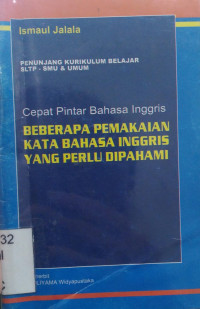 Ismaul Jalala
PENUNJANG KURIKULUM BELAJAR
SLTP - SMU & UMUM
Cepat Pintar Bahasa Inggris
BEBERAPA PEMAKAIAN
KATA BAHASA INGGRIS
YANG PERLU DIPAHAMI
32
Widyapustaka